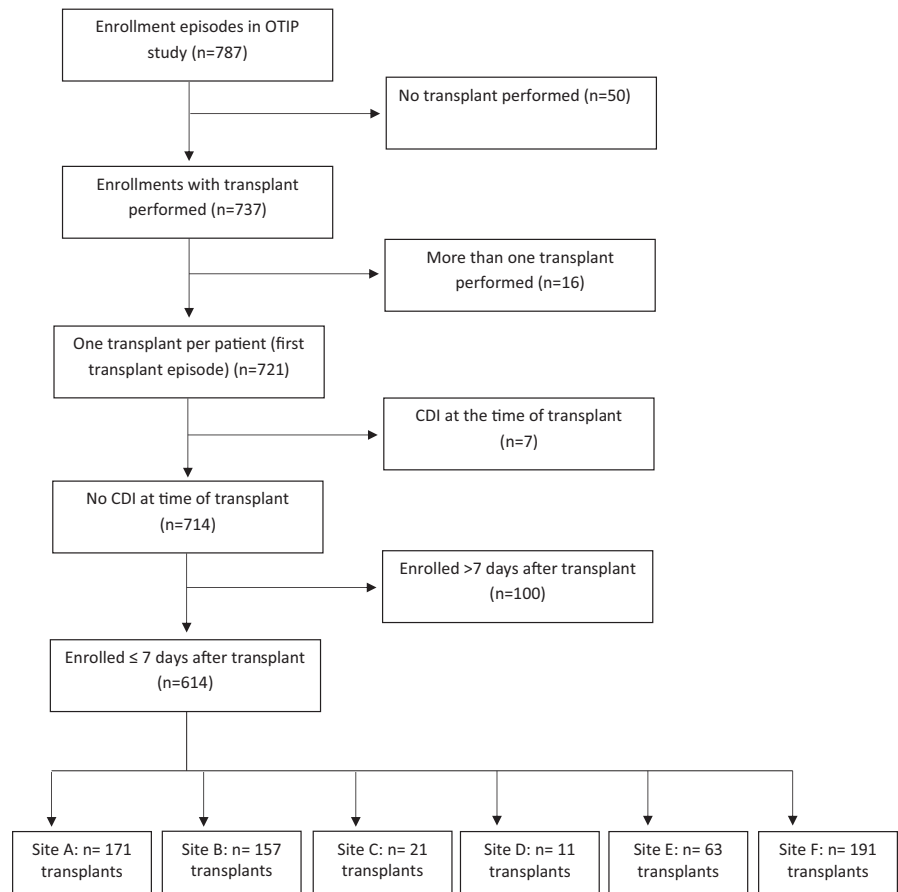 Enrollment episodes in OTIP
study (n=787)
No transplant performed (n=50)
Enrollments with transplant
performed (n=737)
More than one transplant
performed (n=16)
One transplant per patient (first
transplant episode) (n=721)
CDI at the time of transplant
(n=7)
No CDI at time of transplant
(n=714)
Enrolled >7 days after transplant
(n=100)
Enrolled ≤ 7 days after transplant
(n=614)
Site A: n= 171
transplants
Site B: n= 157
transplants
Site C: n= 21
transplants
Site D: n= 11
transplants
Site E: n= 63
transplants
Site F: n= 191
transplants